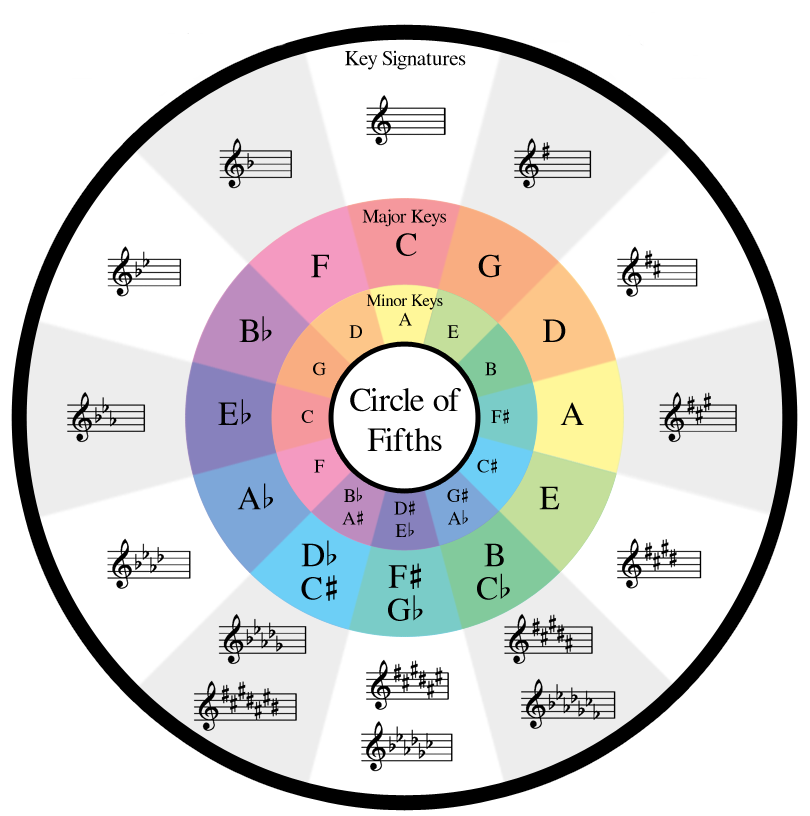 Key Signatures
Major Keys
C
G
D
A
E
B
C♭
F♯
G♭
D♭
C♯
A♭
E♭
B♭
F
Minor Keys
A
E
B
F♯
C♯
G♯
A♭
D♯
E♭
B♭
A♯
F
C
G
D
Circle of
Fifths